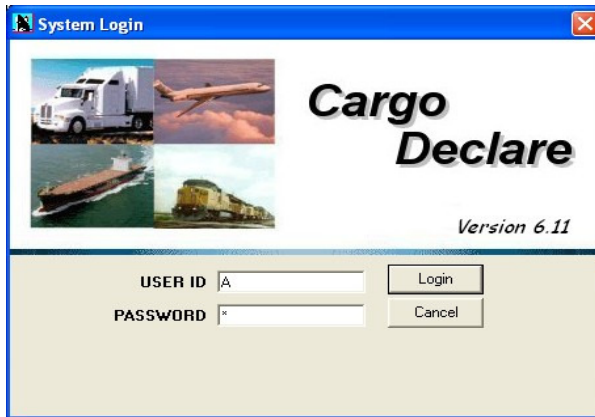 System Login
Cargo
Declare
Version 6.11
USER ID A
Login
PASSWORD *
Cancel